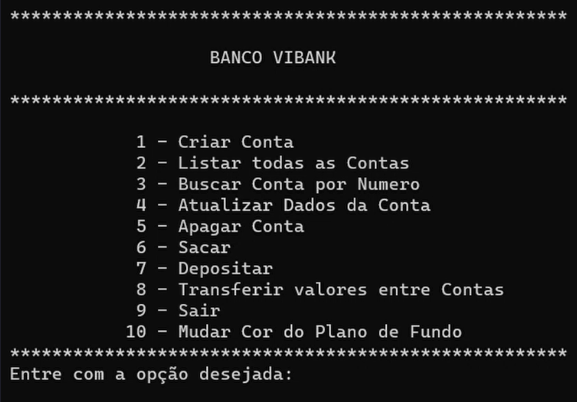 *****************************************************
BANCO VIBANK
*****************************************************
1 - Criar Conta
2 - Listar todas as Contas
3 - Buscar Conta por Numero
4 - Atualizar Dados da Conta
5 - Apagar Conta
6 - Sacar
7 - Depositar
8 - Transferir valores entre Contas
9 - Sair
10 - Mudar Cor do Plano de Fundo
*****************************************************
Entre com a opção desejada: